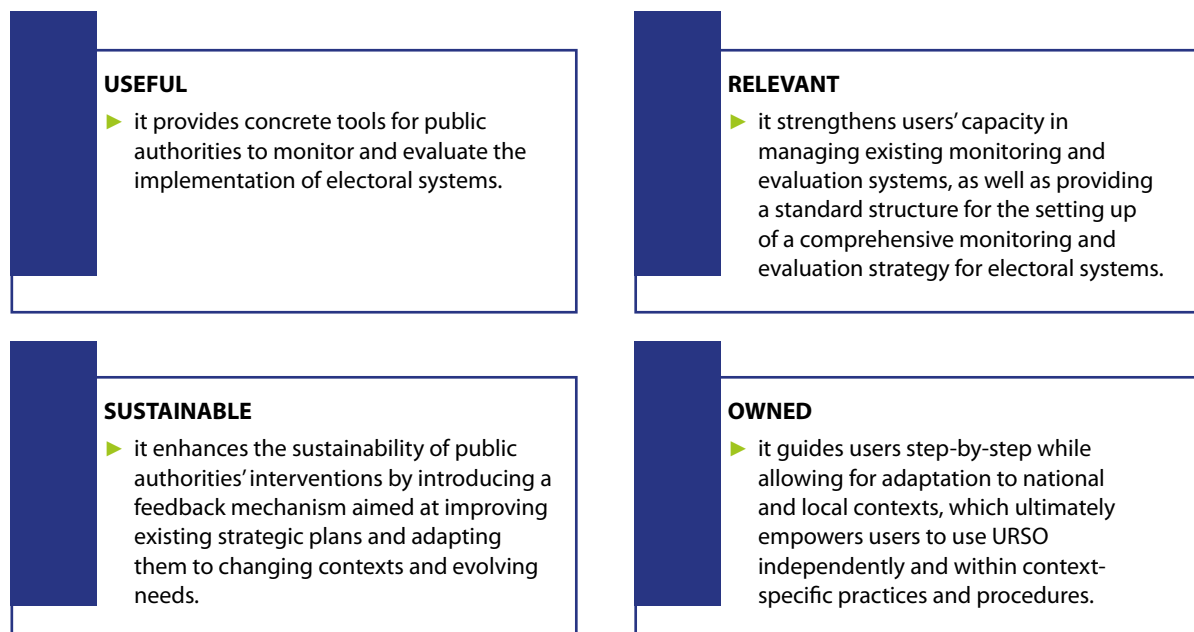 USEFUL
► it provides concrete tools for public
authorities to monitor and evaluate the
implementation of electoral systems.
RELEVANT
► it strengthens users’ capacity in
managing existing monitoring and
evaluation systems, as well as providing
a standard structure for the setting up
of a comprehensive monitoring and
evaluation strategy for electoral systems.
SUSTAINABLE
► it enhances the sustainability of public
authorities’ interventions by introducing a
feedback mechanism aimed at improving
existing strategic plans and adapting
them to changing contexts and evolving
needs.
OWNED
► it guides users step-by-step while
allowing for adaptation to national
and local contexts, which ultimately
empowers users to use URSO
independently and within context-
specific practices and procedures.